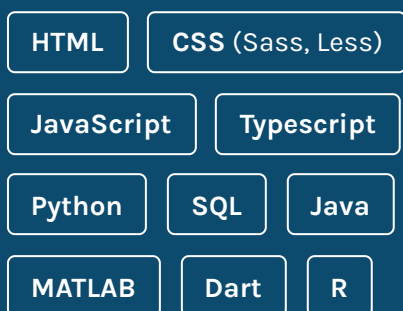 HTML CSS (Sass, Less)
JavaScript Typescript
Python SQL Java
MATLAB Dart R